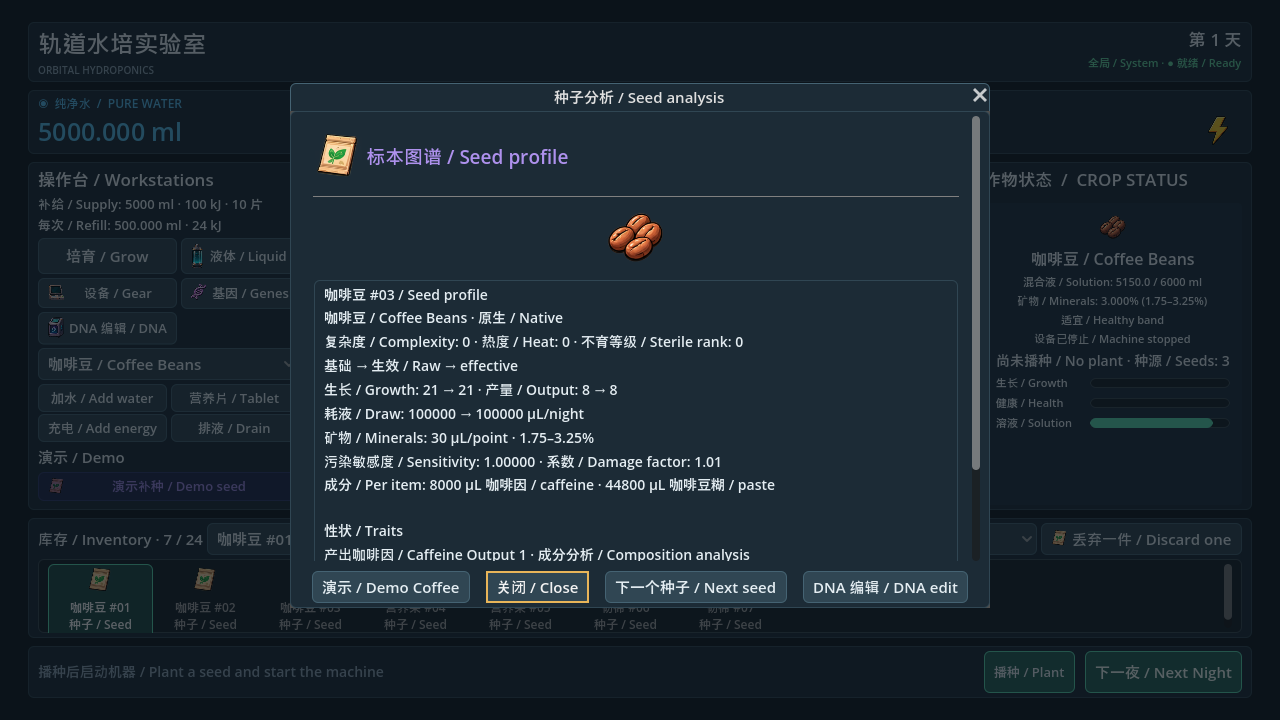 轨道水培实验室
ORBITAL HYDROPONICS
第 1 天
全局 / System · ● 就绪 / Ready
纯净水 / PURE WATER
5000.000 ml
操作台 / Workstations
补给 / Supply: 5000 ml · 100 kJ · 10 片
每次 / Refill: 500.000 ml · 24 kJ
培育 / Grow
液体 / Liquid
设备 / Gear
基因 / Genes
DNA 编辑 / DNA
咖啡豆 / Coffee Beans
加水 / Add water
营养片 / Tablet
充电 / Add energy
排液 / Drain
演示 / Demo
演示补种 / Demo seed
种子分析 / Seed analysis
标本图谱 / Seed profile
咖啡豆 #03 / Seed profile
咖啡豆 / Coffee Beans · 原生 / Native
复杂度 / Complexity: 0 · 热度 / Heat: 0 · 不育等级 / Sterile rank: 0
基础 → 生效 / Raw → effective
生长 / Growth: 21 → 21 · 产量 / Output: 8 → 8
耗液 / Draw: 100000 → 100000 µL/night
矿物 / Minerals: 30 µL/point · 1.75–3.25%
污染敏感度 / Sensitivity: 1.00000 · 系数 / Damage factor: 1.01
成分 / Per item: 8000 µL 咖啡因 / caffeine · 44800 µL 咖啡豆糊 / paste
性状 / Traits
产出咖啡因 / Caffeine Output 1 · 成分分析 / Composition analysis
演示 / Demo Coffee
关闭 / Close
下一个种子 / Next seed
DNA 编辑 / DNA edit
作物状态 / CROP STATUS
咖啡豆 / Coffee Beans
混合液 / Solution: 5150.0 / 6000 ml
矿物 / Minerals: 3.000% (1.75–3.25%)
适宜 / Healthy band
设备已停止 / Machine stopped
尚未播种 / No plant · 种源 / Seeds: 3
生长 / Growth
健康 / Health
溶液 / Solution
库存 / Inventory · 7 / 24
咖啡豆 #01
丢弃一件 / Discard one
咖啡豆 #01
种子 / Seed
咖啡豆 #02
种子 / Seed
种子 / Seed
种子 / Seed
种子 / Seed
种子 / Seed
种子 / Seed
播种后启动机器 / Plant a seed and start the machine
播种 / Plant
下一夜 / Next Night